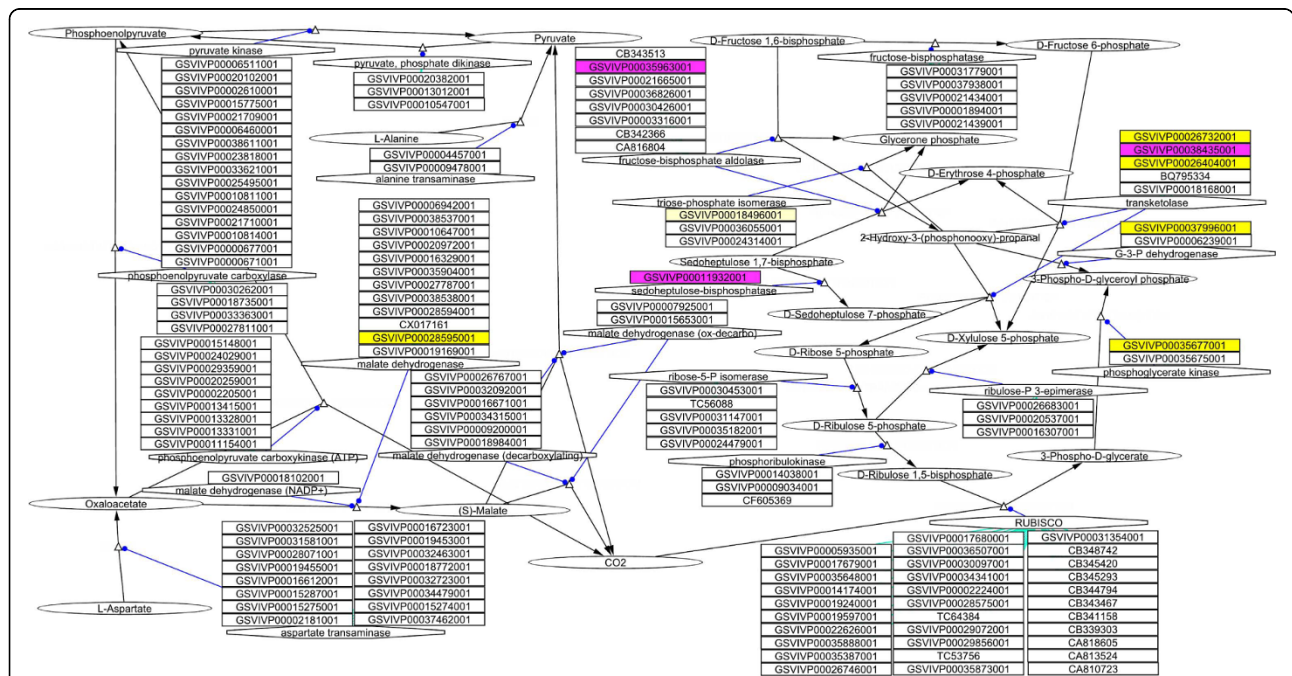 Phosphoenolpyruvate
Pyruvate
pyruvate kinase
GSVIVP00006511001
GSVIVP00020102001
GSVIVP00002610001
GSVIVP00015775001
GSVIVP00021709001
GSVIVP00006460001
GSVIVP00038611001
GSVIVP00023818001
GSVIVP00033621001
GSVIVP00025495001
GSVIVP00010811001
GSVIVP00024850001
GSVIVP00021710001
GSVIVP00010814001
GSVIVP00000677001
GSVIVP00000671001
phosphoenolpyruvate carboxylase
GSVIVP00030262001
GSVIVP00018735001
GSVIVP00033363001
GSVIVP00027811001
GSVIVP00015148001
GSVIVP00024029001
GSVIVP00029359001
GSVIVP00020259001
GSVIVP00002205001
GSVIVP00013415001
GSVIVP00013328001
GSVIVP00013331001
GSVIVP00011154001
phosphoenolpyruvate carboxykinase (ATP)
GSVIVP00018102001
malate dehydrogenase (NADP+)
Oxaloacetate
(S)-Malate
L-Aspartate
GSVIVP00032525001
GSVIVP00031581001
GSVIVP00028071001
GSVIVP00019455001
GSVIVP00016612001
GSVIVP00015287001
GSVIVP00015275001
GSVIVP00002181001
GSVIVP00016723001
GSVIVP00019453001
GSVIVP00032463001
GSVIVP00018772001
GSVIVP00032723001
GSVIVP00034479001
GSVIVP00015274001
GSVIVP00037462001
aspartate transaminase
pyruvate, phosphate dikinase
GSVIVP00020382001
GSVIVP00013012001
GSVIVP00010547001
L-Alanine
GSVIVP00004457001
GSVIVP00009478001
alanine transaminase
GSVIVP00006942001
GSVIVP00038537001
GSVIVP00010647001
GSVIVP00020972001
GSVIVP00016329001
GSVIVP00035904001
GSVIVP00027787001
GSVIVP00038538001
GSVIVP00028594001
CX017161
GSVIVP00028595001
GSVIVP00019169001
malate dehydrogenase
GSVIVP00026767001
GSVIVP00032092001
GSVIVP00016671001
GSVIVP00034315001
GSVIVP00009200001
GSVIVP00018984001
malate dehydrogenase (decarboxylating)
CB343513
GSVIVP00035963001
GSVIVP00021665001
GSVIVP00036826001
GSVIVP00030426001
GSVIVP00003316001
CB342366
CA816804
fructose-bisphosphate aldolase
triose-phosphate isomerase
GSVIVP00018496001
GSVIVP00036055001
GSVIVP00024314001
Sedoheptulose 1,7-bisphosphate
GSVIVP00011932001
sedoheptulose-bisphosphatase
GSVIVP00007925001
GSVIVP00015653001
malate dehydrogenase (ox-decarbo)
D-Fructose 1,6-bisphosphate
D-Fructose 6-phosphate
fructose-bisphosphatase
GSVIVP00031779001
GSVIVP00037938001
GSVIVP00021434001
GSVIVP00001894001
GSVIVP00021439001
Glycerone phosphate
D-Erythrose 4-phosphate
GSVIVP00026732001
GSVIVP00038435001
GSVIVP00026404001
BQ795334
GSVIVP00018168001
transketolase
2-Hydroxy-3-(phosphonooxy)-propanal
GSVIVP00037996001
GSVIVP00006239001
G-3-P dehydrogenase
3-Phospho-D-glyceroyl phosphate
D-Sedoheptulose 7-phosphate
D-Xylulose 5-phosphate
D-Ribose 5-phosphate
GSVIVP00035677001
GSVIVP00035675001
phosphoglycerate kinase
ribose-5-P isomerase
GSVIVP00030453001
TC56088
GSVIVP00031147001
GSVIVP00035182001
GSVIVP00024479001
ribulose-P 3-epimerase
GSVIVP00026683001
GSVIVP00020537001
GSVIVP00016307001
D-Ribulose 5-phosphate
phosphoribulokinase
GSVIVP00014038001
GSVIVP00009034001
CF605369
D-Ribulose 1,5-bisphosphate
3-Phospho-D-glycerate
CO2
RUBISCO
GSVIVP00005935001
GSVIVP00017679001
GSVIVP00035648001
GSVIVP00014174001
GSVIVP00019240001
GSVIVP00019597001
GSVIVP00022626001
GSVIVP00035888001
GSVIVP00035387001
GSVIVP00026746001
GSVIVP00017680001
GSVIVP00036507001
GSVIVP00030097001
GSVIVP00034341001
GSVIVP00002224001
GSVIVP00028575001
TC64384
GSVIVP00029072001
GSVIVP00029856001
TC53756
GSVIVP00035873001
GSVIVP00031354001
CB348742
CB345420
CB345293
CB344794
CB343467
CB341158
CB339303
CA818605
CA813524
CA810723